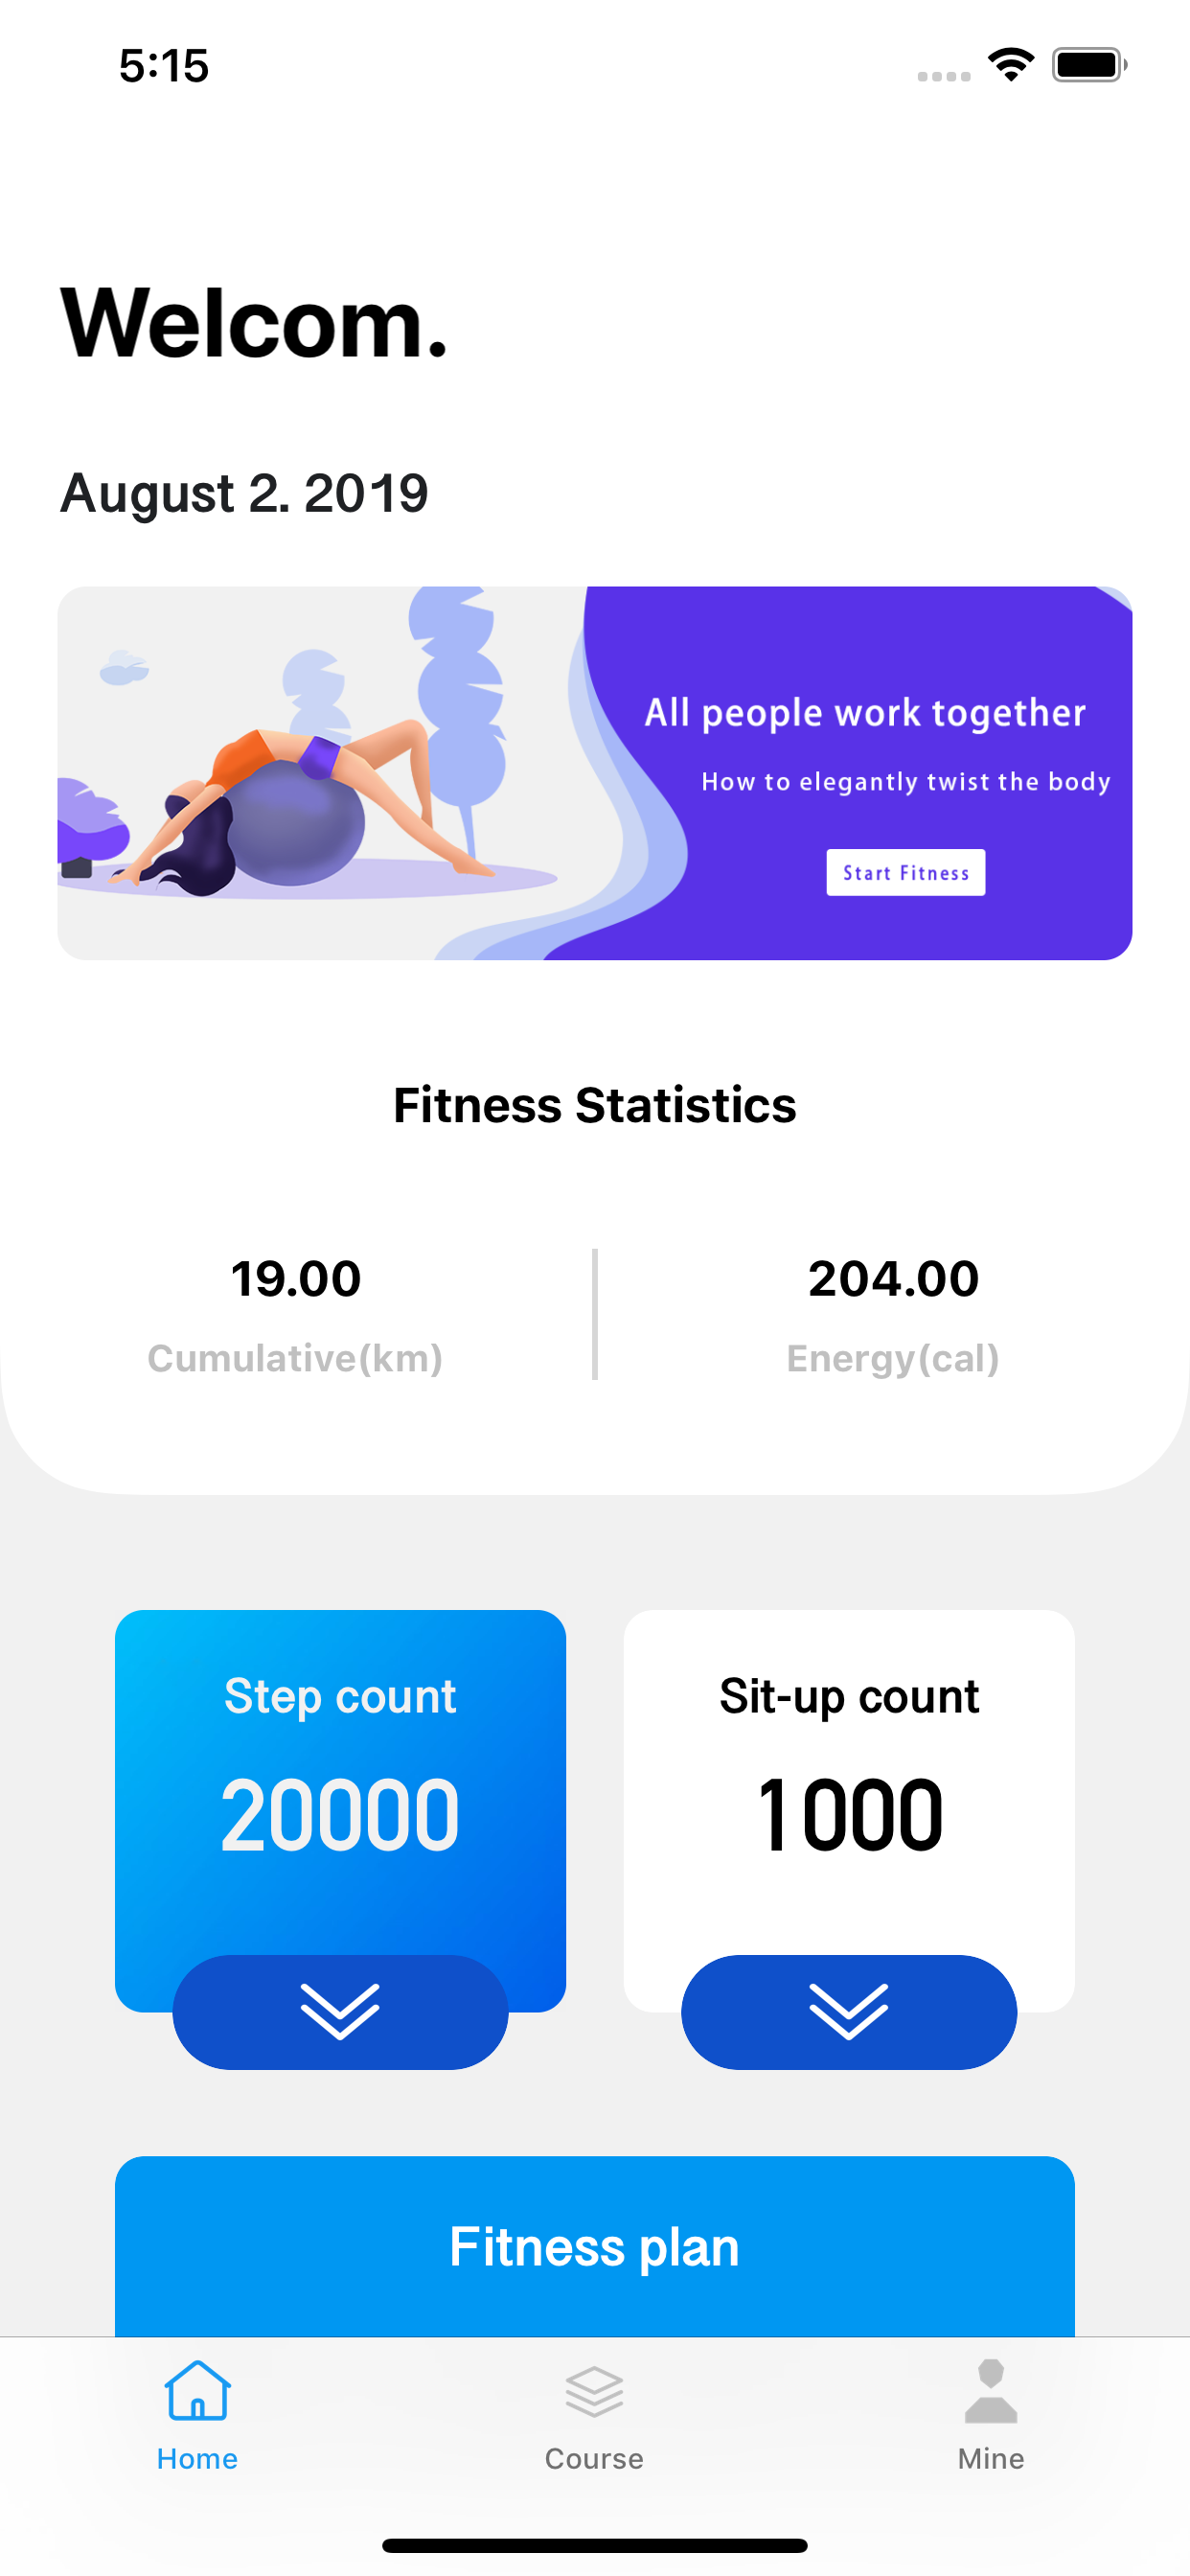 5:15
Welcom.
August 2. 2019
All people work together
How to elegantly twist the body
Start Fitness
Fitness Statistics
19.00
204.00
Cumulative(km)
Energy(cal)
Step count
Sit-up count
20000
1000
Fitness plan
Home
Course
Mine